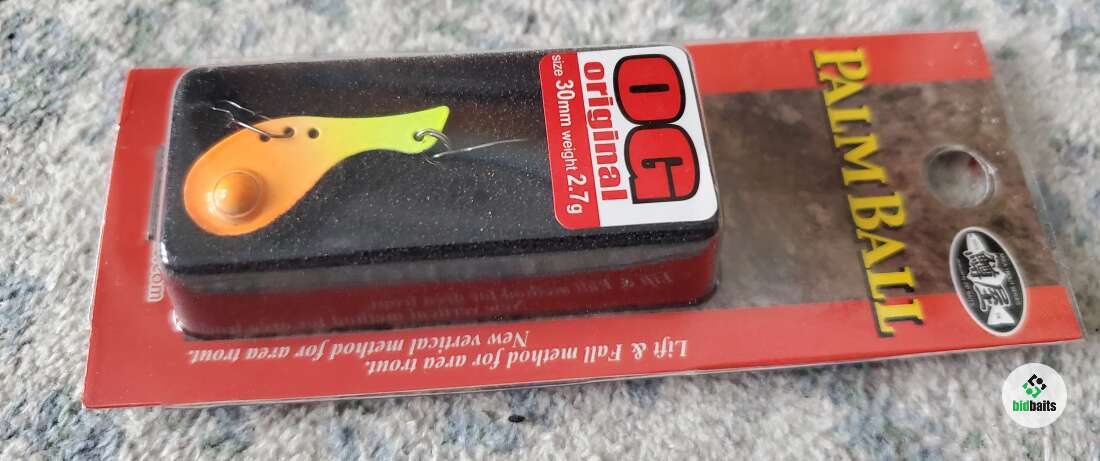 PALM BALL
OG
original
size 30mm weight 2.7g
Lift & Fall method for area trout.
New vertical method for area trout.
.com
bidbaits